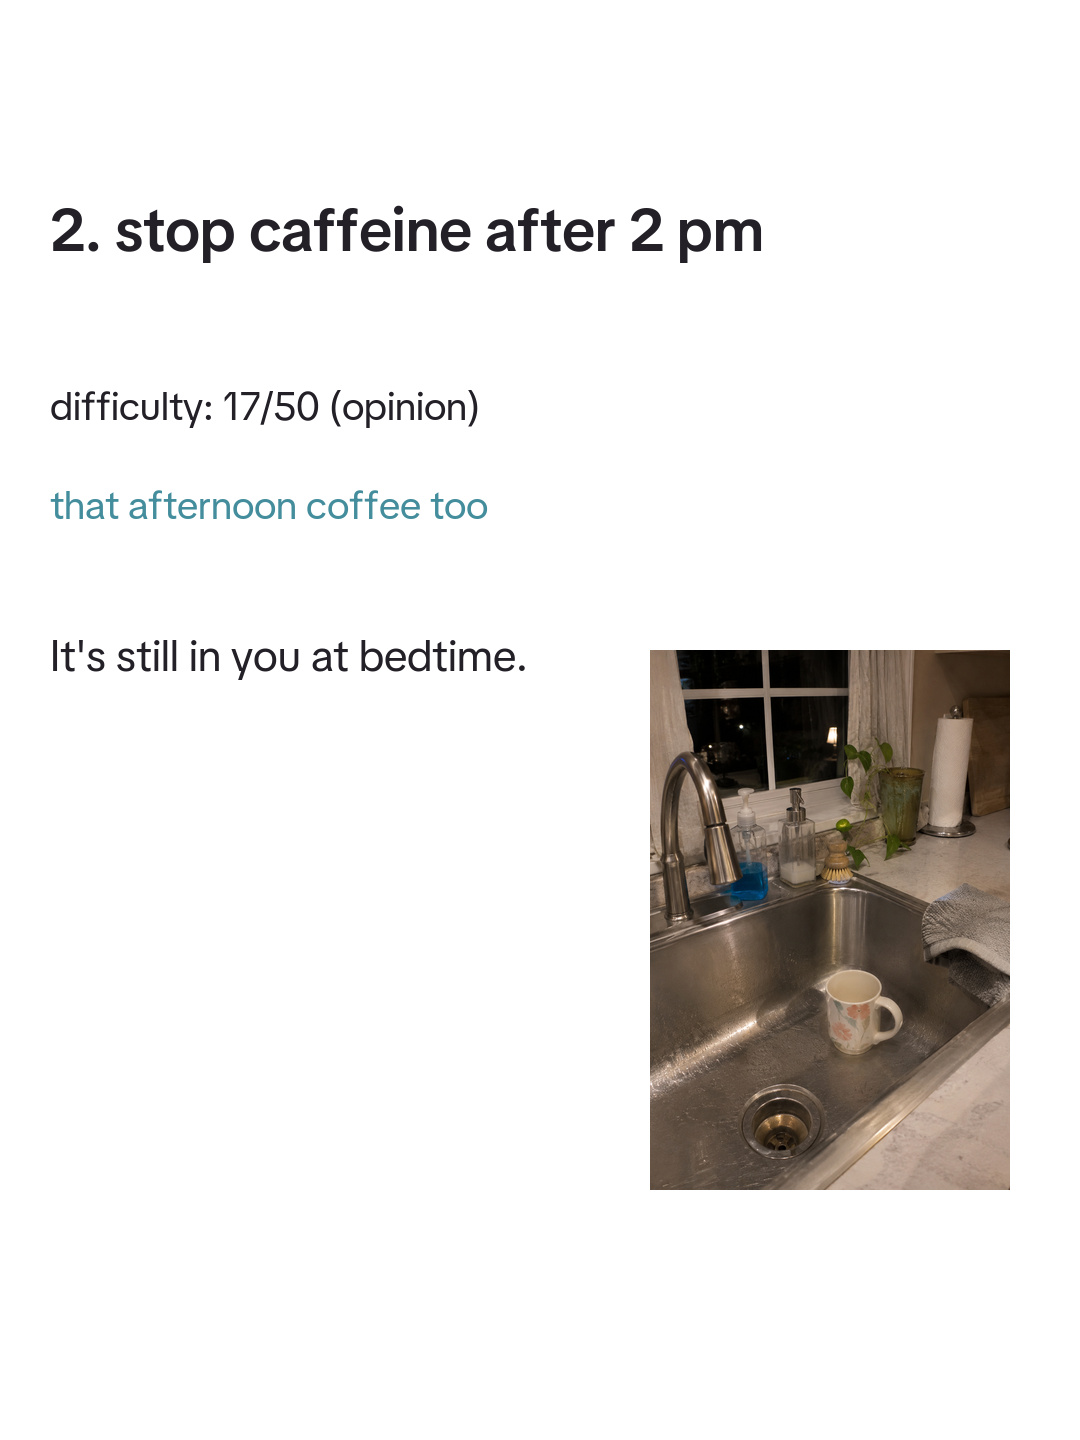 2. stop caffeine after 2 pm
difficulty: 17/50 (opinion)
that afternoon coffee too
It's still in you at bedtime.